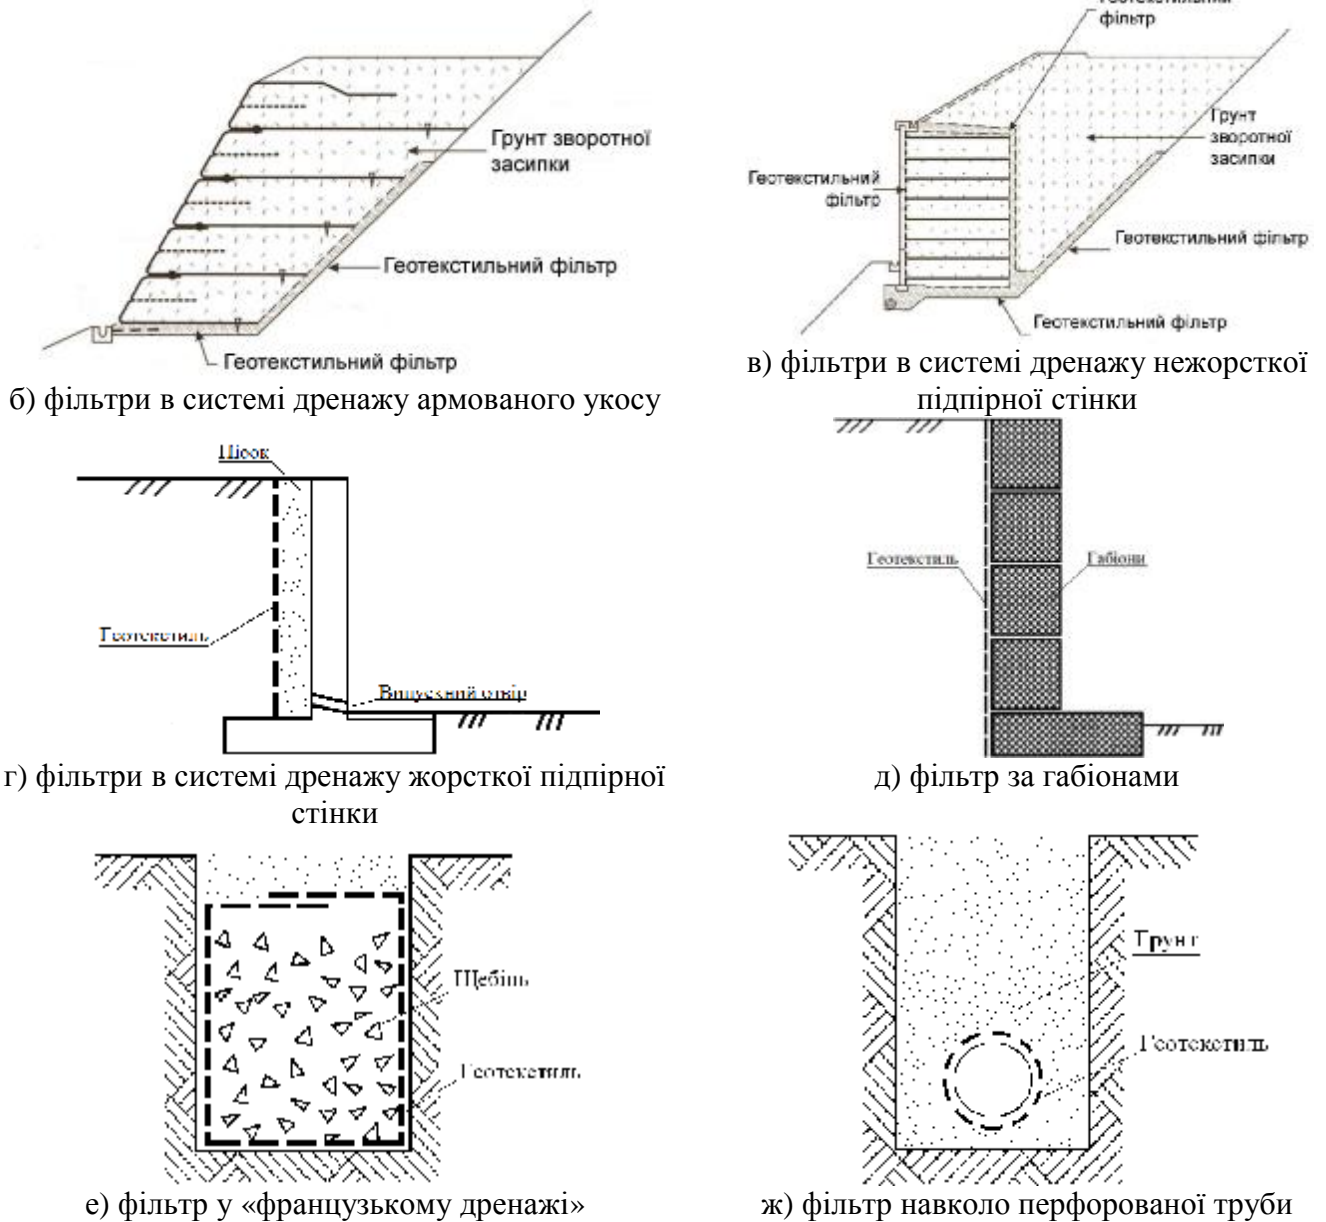 Грунт зворотної
засипки
Геотекстильний фільтр
Геотекстильний фільтр
б) фільтри в системі дренажу армованого укосу
Геотекстильний
фільтр
Грунт
зворотної
засипки
Геотекстильний
фільтр
Геотекстильний фільтр
Геотекстильний фільтр
в) фільтри в системі дренажу нежорсткої
підпірної стінки
Пісок
Геотекстиль
Випускний отвір
г) фільтри в системі дренажу жорсткої підпірної
стінки
Геотекстиль
Габіони
д) фільтр за габіонами
Щебінь
Геотекстиль
е) фільтр у «французькому дренажі»
Грунт
Геотекстиль
ж) фільтр навколо перфорованої труби